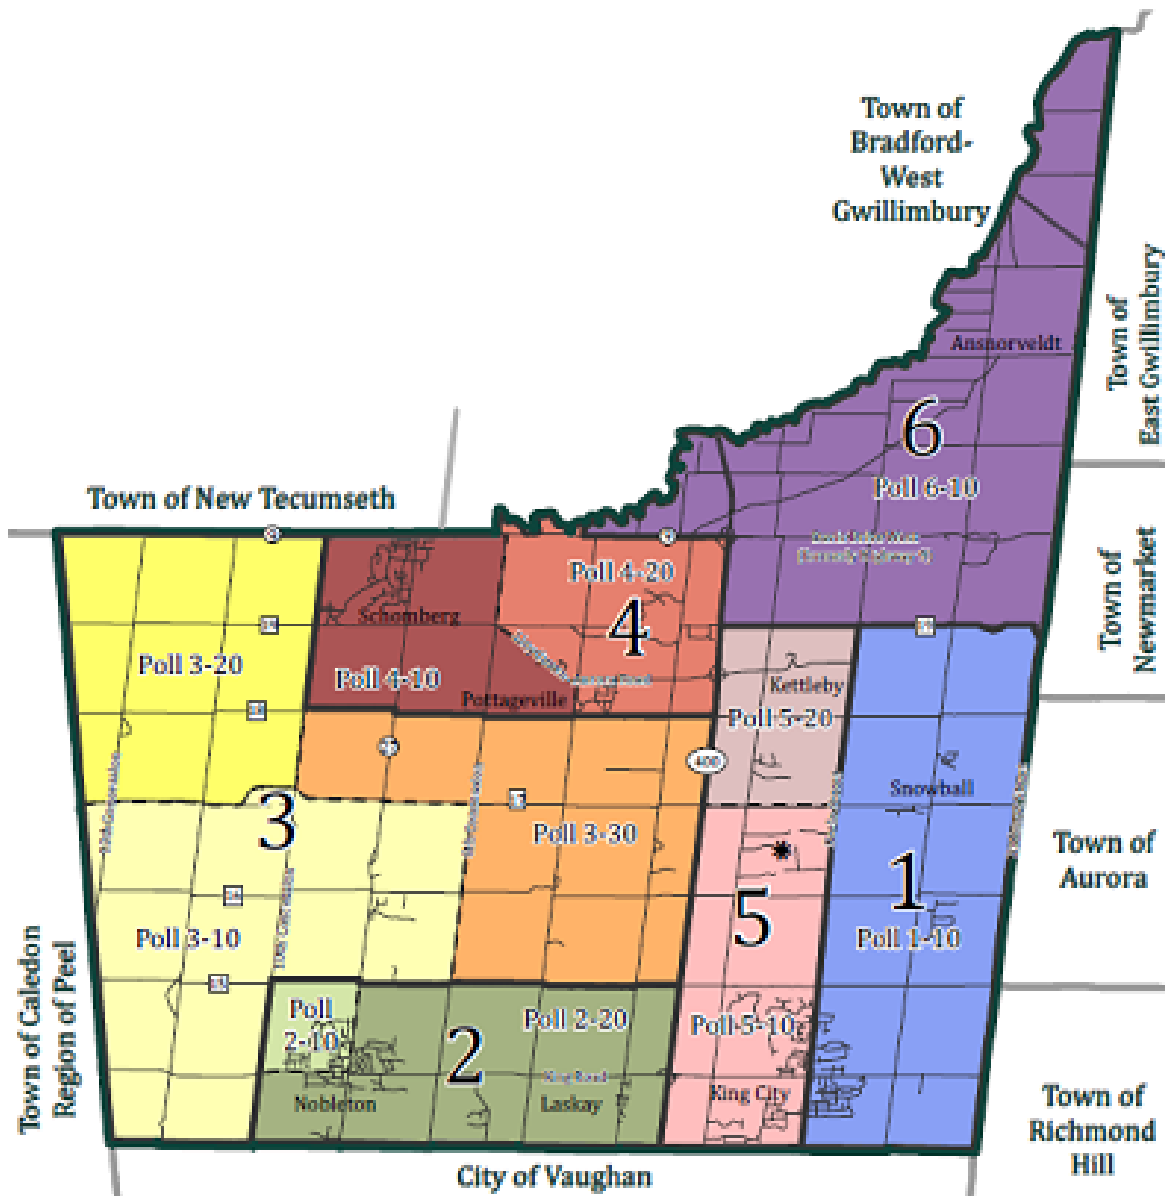 Town of
Bradford-
West
Gwillimbury
Town of
East Gwillimbury
Ansnorveldt
6
Poll 6-10
Town of New Tecumseth
Town of
Newmarket
Poll 4-20
Schomberg
4
Poll 3-20
Poll 4-10
Pottageville
Kettleby
Poll 5-20
400
Snowball
3
Poll 3-30
Town of
Aurora
1
5
Poll 3-10
Poll 1-10
Town of Caledon
Region of Peel
Poll
2-10
Poll 2-20
Poll 5-10
2
King Road
Nobleton
Laskay
King City
Town of
Richmond
Hill
City of Vaughan